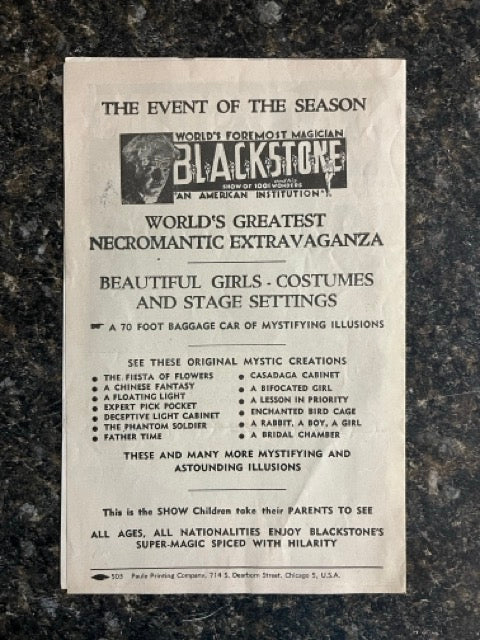 THE EVENT OF THE SEASON
WORLD'S FOREMOST MAGICIAN
BLACKSTONE
and his
SHOW OF 1001 WONDERS
"AN AMERICAN INSTITUTION"
WORLD'S GREATEST
NECROMANTIC EXTRAVAGANZA
BEAUTIFUL GIRLS - COSTUMES
AND STAGE SETTINGS
☛ A 70 FOOT BAGGAGE CAR OF MYSTIFYING ILLUSIONS
SEE THESE ORIGINAL MYSTIC CREATIONS
● THE FIESTA OF FLOWERS
● A CHINESE FANTASY
● A FLOATING LIGHT
● EXPERT PICK POCKET
● DECEPTIVE LIGHT CABINET
● THE PHANTOM SOLDIER
● FATHER TIME
● CASADAGA CABINET
● A BIFOCATED GIRL
● A LESSON IN PRIORITY
● ENCHANTED BIRD CAGE
● A RABBIT, A BOY, A GIRL
● A BRIDAL CHAMBER
THESE AND MANY MORE MYSTIFYING AND
ASTOUNDING ILLUSIONS
This is the SHOW Children take their PARENTS TO SEE
ALL AGES, ALL NATIONALITIES ENJOY BLACKSTONE'S
SUPER-MAGIC SPICED WITH HILARITY
503 Paule Printing Company, 714 S. Dearborn Street, Chicago 5, U.S.A.